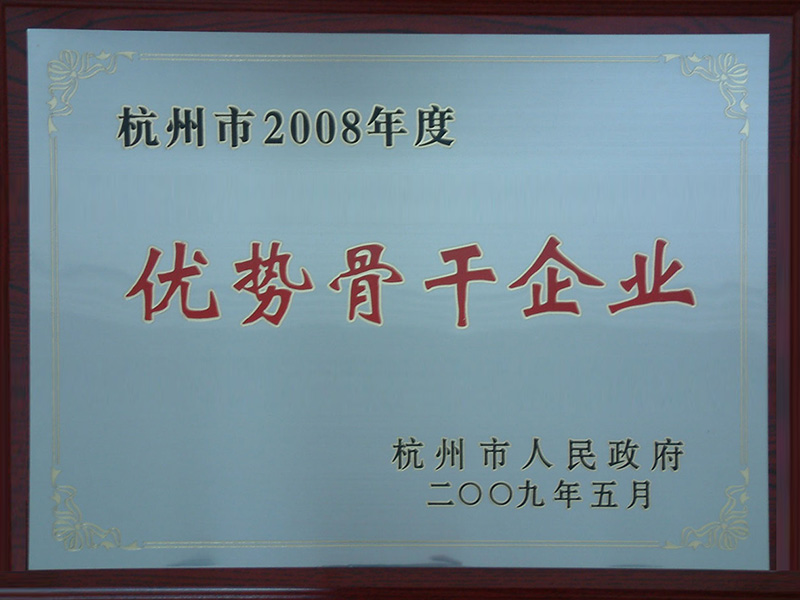 杭州市2008年度
优势骨干企业
杭州市人民政府
二〇〇九年五月